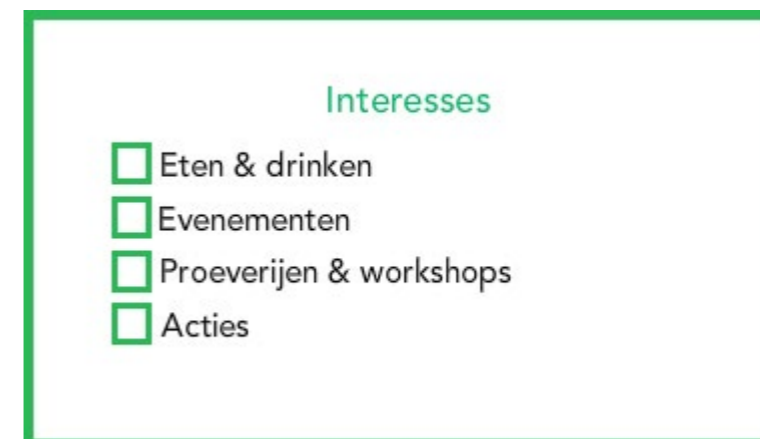 Interesses
Eten & drinken
Evenementen
Proeverijen & workshops
Acties